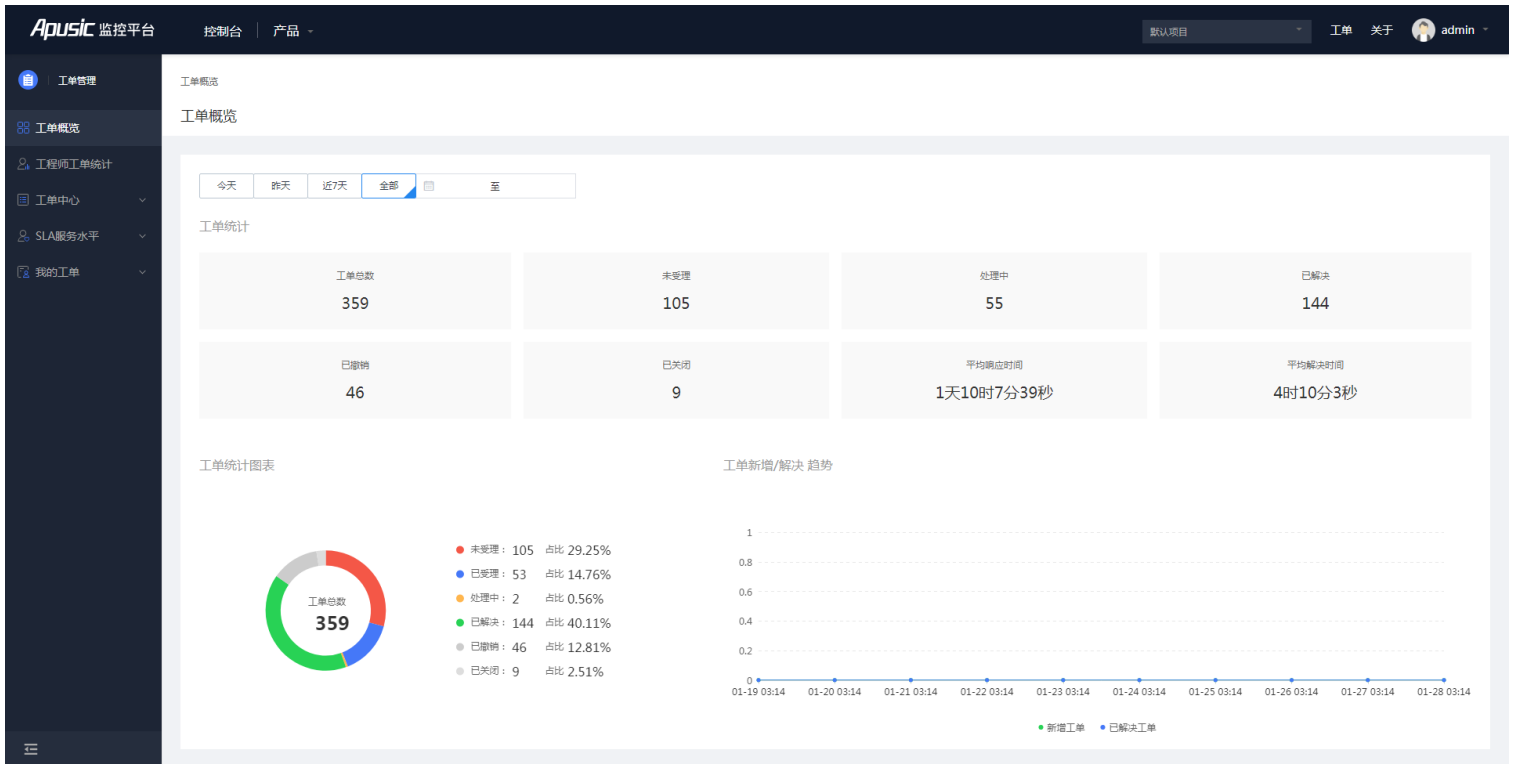 Apusic 监控平台 控制台 产品 默认项目 工单 关于 admin
工单管理
工单概览
工程师工单统计
工单中心
SLA服务水平
我的工单
工单概览
工单概览
今天 昨天 近7天 全部 至
工单统计
工单总数 未受理 处理中 已解决
359 105 55 144
已撤销 已关闭 平均响应时间 平均解决时间
46 9 1天10时7分39秒 4时10分3秒
工单统计图表
工单总数
359
未受理： 105 占比 29.25%
已受理： 53 占比 14.76%
处理中： 2 占比 0.56%
已解决： 144 占比 40.11%
已撤销： 46 占比 12.81%
已关闭： 9 占比 2.51%
工单新增/解决 趋势
1
0.8
0.6
0.4
0.2
0
01-19 03:14 01-20 03:14 01-21 03:14 01-22 03:14 01-23 03:14 01-24 03:14 01-25 03:14 01-26 03:14 01-27 03:14 01-28 03:14
新增工单 已解决工单